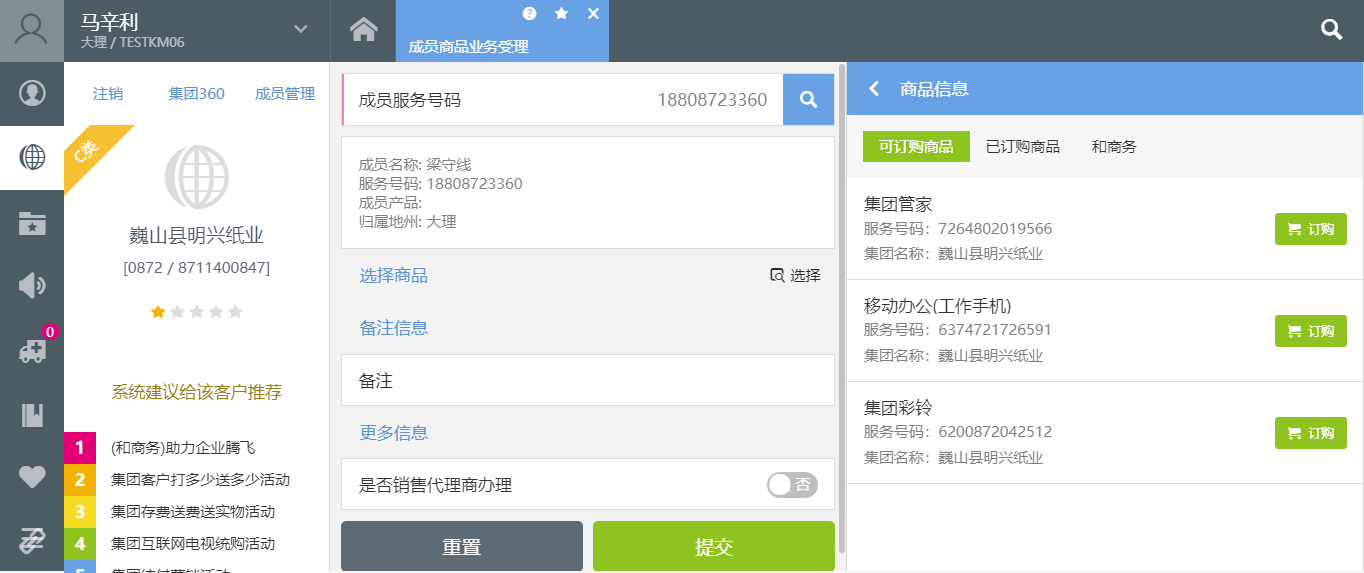 马辛利
大理 / TESTKM06
成员商品业务受理
0
注销
集团360
成员管理
C类
巍山县明兴纸业
[0872 / 8711400847]
系统建议给该客户推荐
1 (和商务)助力企业腾飞
2 集团客户打多少送多少活动
3 集团存费送费送实物活动
4 集团互联网电视统购活动
成员服务号码 18808723360
成员名称: 梁守线
服务号码: 18808723360
成员产品:
归属地州: 大理
选择商品 选择
备注信息
备注
更多信息
是否销售代理商办理 否
重置 提交
商品信息
可订购商品 已订购商品 和商务
集团管家
服务号码：7264802019566
集团名称：巍山县明兴纸业
订购
移动办公(工作手机)
服务号码：6374721726591
集团名称：巍山县明兴纸业
订购
集团彩铃
服务号码：6200872042512
集团名称：巍山县明兴纸业
订购